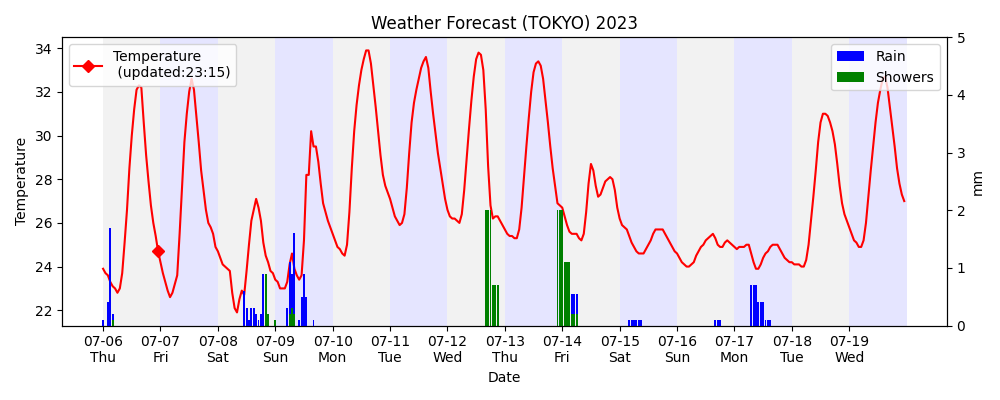 Weather Forecast (TOKYO) 2023
Temperature
(updated:23:15)
Rain
Showers
34
32
30
28
26
24
22
Temperature
5
4
3
2
1
0
mm
07-06 07-07 07-08 07-09 07-10 07-11 07-12 07-13 07-14 07-15 07-16 07-17 07-18 07-19
Thu Fri Sat Sun Mon Tue Wed Thu Fri Sat Sun Mon Tue Wed
Date